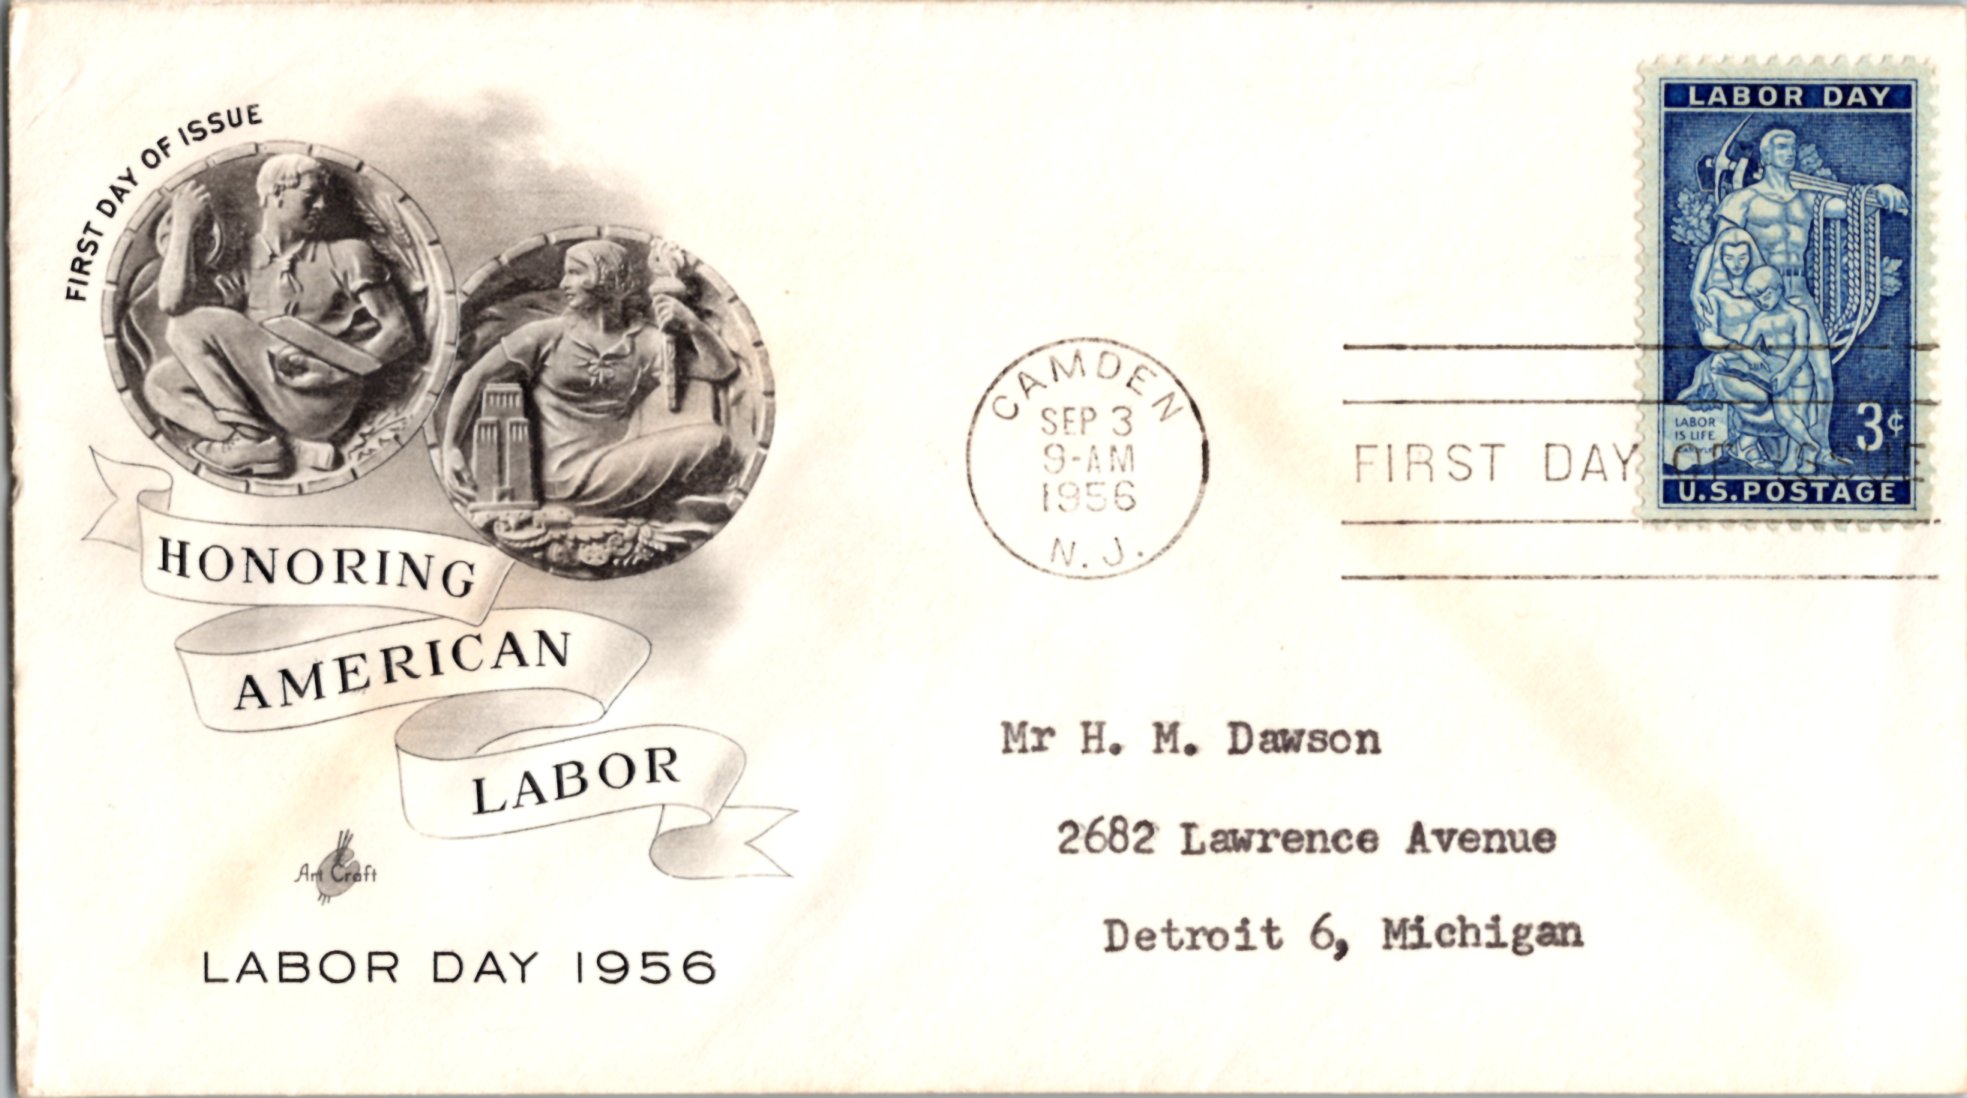 FIRST DAY OF ISSUE
HONORING
AMERICAN
LABOR
Art Craft
LABOR DAY 1956
CAMDEN
SEP 3
9-AM
1956
N. J.
FIRST DAY OF
LABOR DAY
LABOR
IS LIFE
3¢
U.S. POSTAGE
Mr H. M. Dawson
2682 Lawrence Avenue
Detroit 6, Michigan